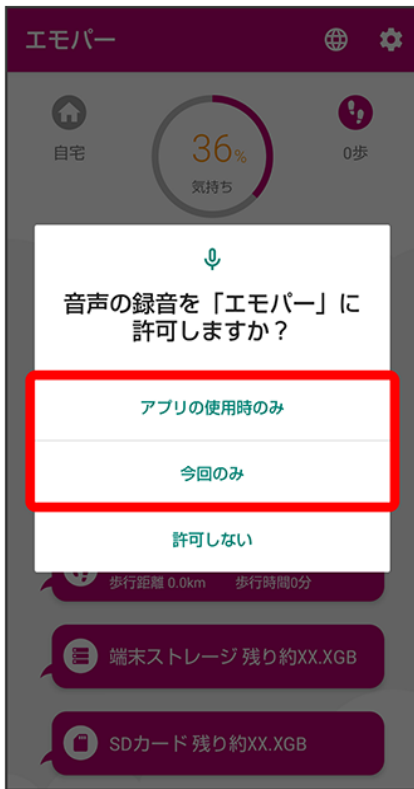 エモパー
36%
気持ち
自宅
0歩
音声の録音を「エモパー」に
許可しますか？
アプリの使用時のみ
今回のみ
許可しない
歩行距離 0.0km 歩行時間0分
端末ストレージ 残り約XX.XGB
SDカード 残り約XX.XGB